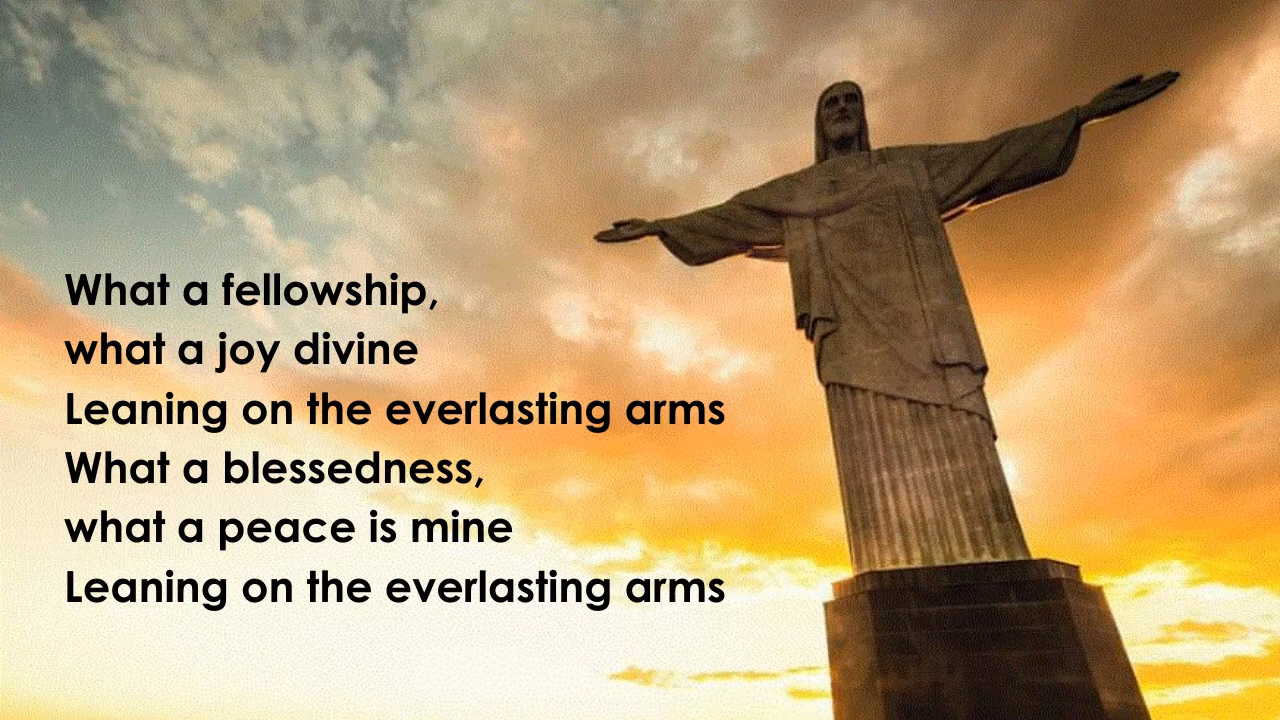 What a fellowship,
what a joy divine
Leaning on the everlasting arms
What a blessedness,
what a peace is mine
Leaning on the everlasting arms